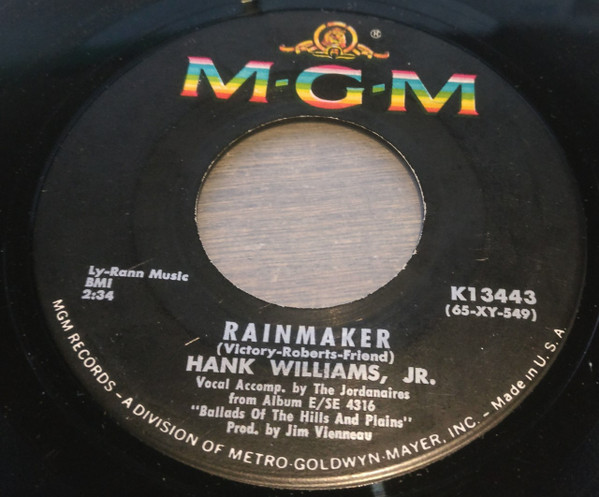 ®
M-G-M
Ly-Rann Music
BMI
2:34
K13443
(65-XY-549)
RAINMAKER
(Victory-Roberts-Friend)
HANK WILLIAMS, JR.
Vocal Accomp. by The Jordanaires
from Album E/SE 4316
"Ballads Of The Hills And Plains"
Prod. by Jim Vienneau
MGM RECORDS - A DIVISION OF METRO-GOLDWYN-MAYER, INC. - Made in U.S.A.